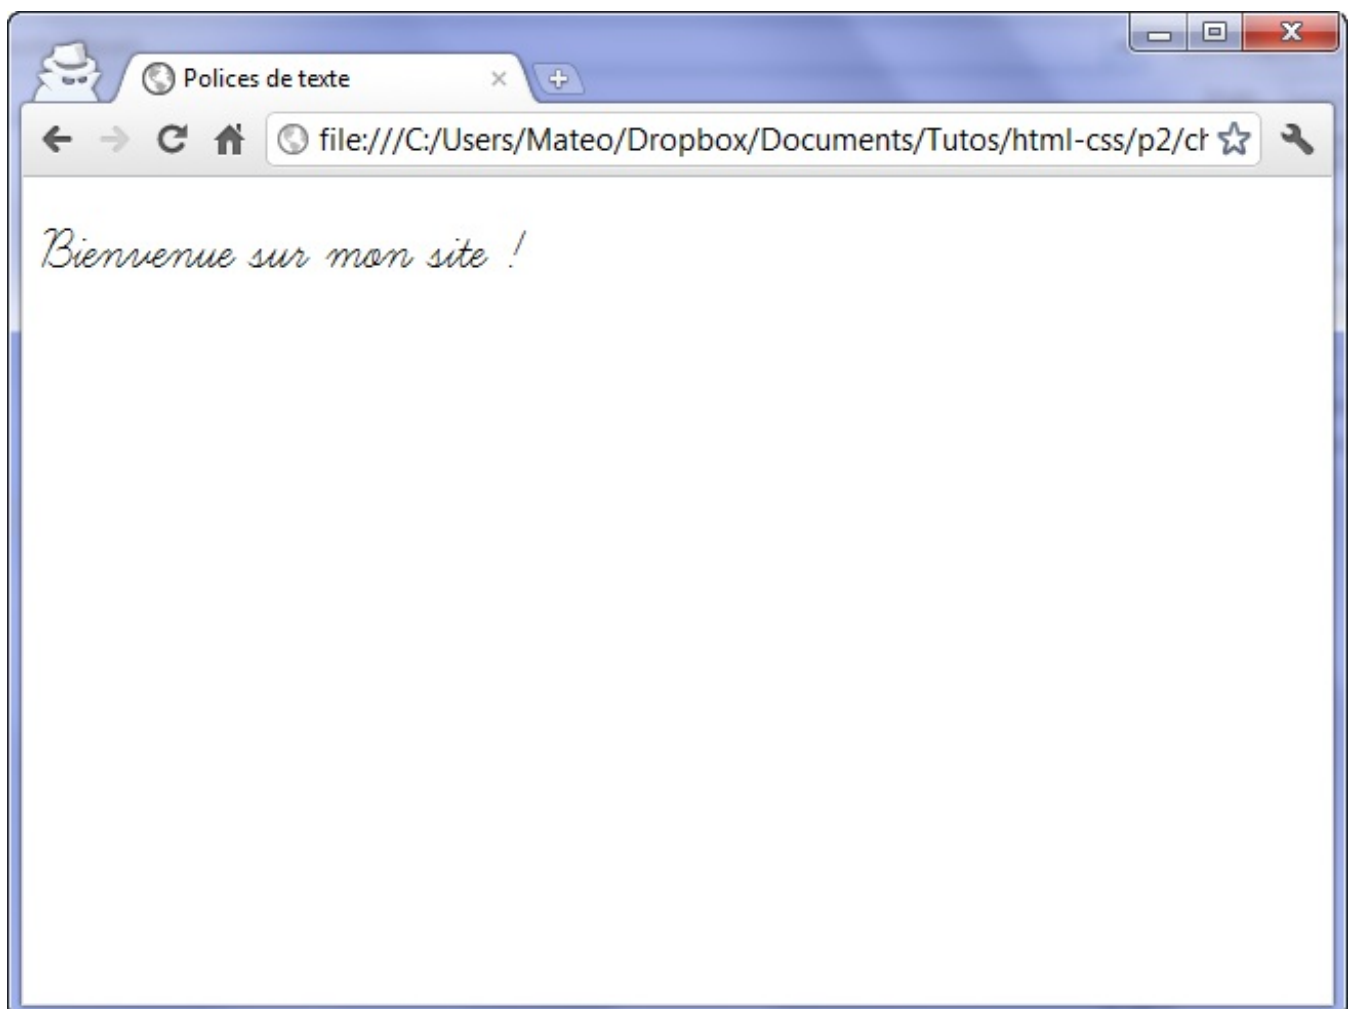 Polices de texte
file:///C:/Users/Mateo/Dropbox/Documents/Tutos/html-css/p2/ch
Bienvenue sur mon site !